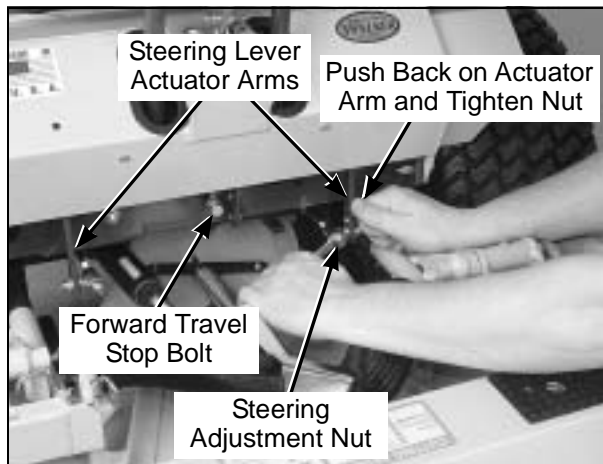 Steering Lever
Actuator Arms
Push Back on Actuator
Arm and Tighten Nut
Forward Travel
Stop Bolt
Steering
Adjustment Nut